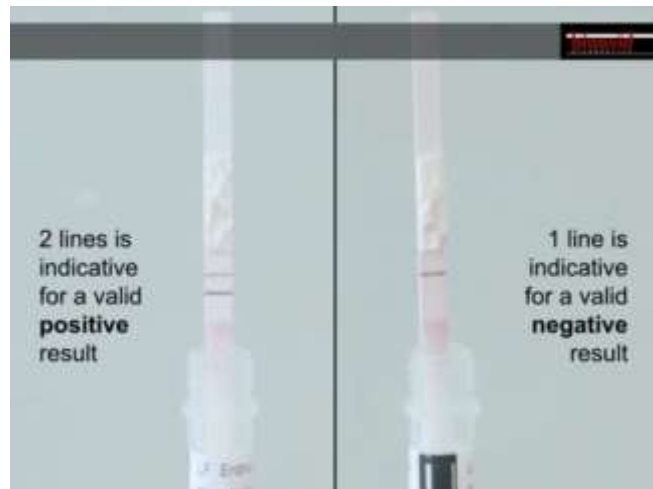 2 lines is
indicative
for a valid
positive
result
1 line is
indicative
for a valid
negative
result